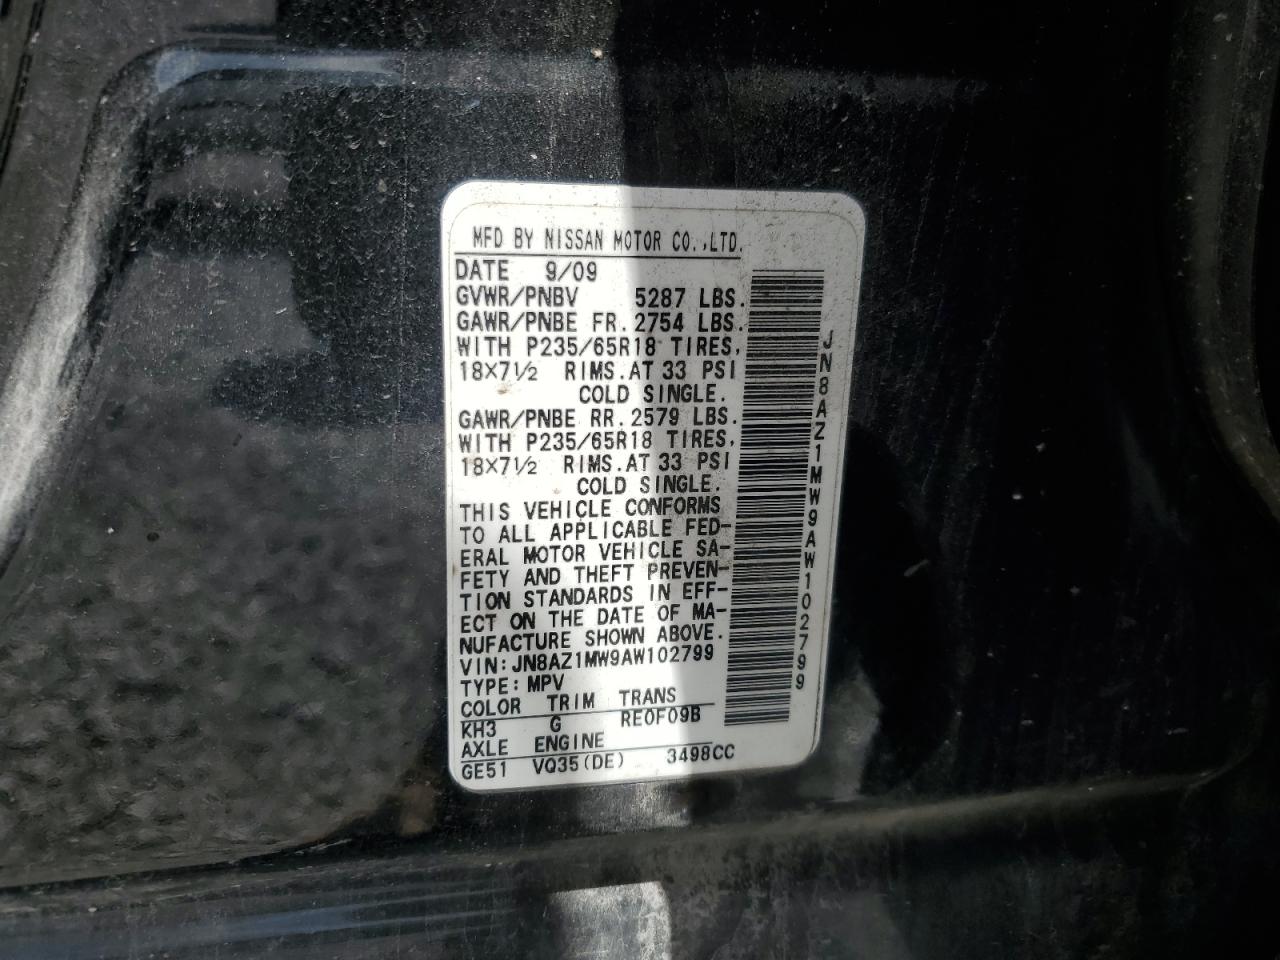 MFD BY NISSAN MOTOR CO.,LTD.
DATE 9/09
GVWR/PNBV 5287 LBS.
GAWR/PNBE FR. 2754 LBS.
WITH P235/65R18 TIRES,
18X7½ RIMS.AT 33 PSI
COLD SINGLE.
GAWR/PNBE RR. 2579 LBS.
WITH P235/65R18 TIRES,
18X7½ RIMS.AT 33 PSI
COLD SINGLE.
THIS VEHICLE CONFORMS
TO ALL APPLICABLE FED-
ERAL MOTOR VEHICLE SA-
FETY AND THEFT PREVEN-
TION STANDARDS IN EFF-
ECT ON THE DATE OF MA-
NUFACTURE SHOWN ABOVE.
VIN:JN8AZ1MW9AW102799
TYPE:MPV
COLOR TRIM TRANS
KH3 G RE0F09B
AXLE ENGINE
GE51 VQ35(DE) 3498CC
JN8AZ1MW9AW102799